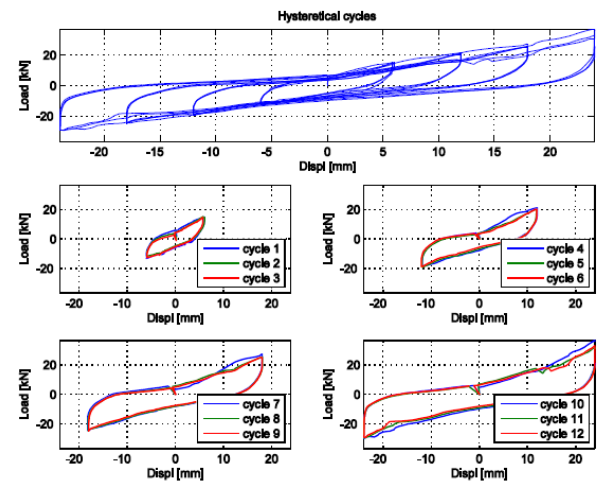 Hysteretical cycles
Load [kN]
20
0
-20
-20 -15 -10 -5 0 5 10 15 20
Displ [mm]
Load [kN]
20
0
-20
cycle 1
cycle 2
cycle 3
-20 -10 0 10 20
Displ [mm]
Load [kN]
20
0
-20
cycle 4
cycle 5
cycle 6
-20 -10 0 10 20
Displ [mm]
Load [kN]
20
0
-20
cycle 7
cycle 8
cycle 9
-20 -10 0 10 20
Displ [mm]
Load [kN]
20
0
-20
cycle 10
cycle 11
cycle 12
-20 -10 0 10 20
Displ [mm]